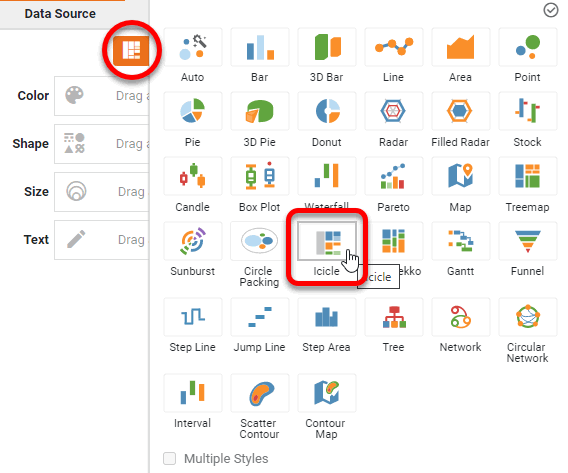 Data Source
Color
Drag a
Shape
Drag a
Size
Drag
Text
Drag
Auto
Bar
3D Bar
Line
Area
Point
Pie
3D Pie
Donut
Radar
Filled Radar
Stock
Candle
Box Plot
Waterfall
Pareto
Map
Treemap
Sunburst
Circle
Packing
Icicle
Icicle
ekko
Gantt
Funnel
Step Line
Jump Line
Step Area
Tree
Network
Circular
Network
Interval
Scatter
Contour
Contour
Map
Multiple Styles